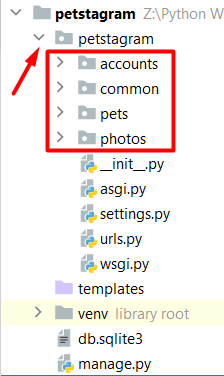 petstagram Z:\Python W
petstagram
accounts
common
pets
photos
__init__.py
asgi.py
settings.py
urls.py
wsgi.py
templates
venv library root
db.sqlite3
manage.py